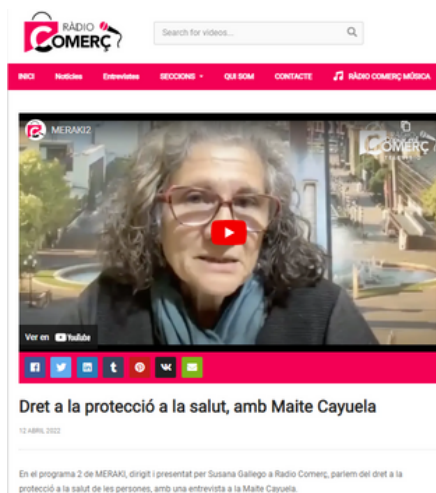 RÀDIO
COMERÇ
Search for videos...
INICI Notícies Entrevistes SECCIONS QUI SOM CONTACTE RÀDIO COMERÇ MÚSICA
MERAKI2
COMERÇ
Ver en YouTube
Dret a la protecció a la salut, amb Maite Cayuela
12 ABRIL 2022
En el programa 2 de MERAKI, dirigit i presentat per Susana Gallego a Radio Comerç, parlem del dret a la
protecció a la salut de les persones, amb una entrevista a la Maite Cayuela.